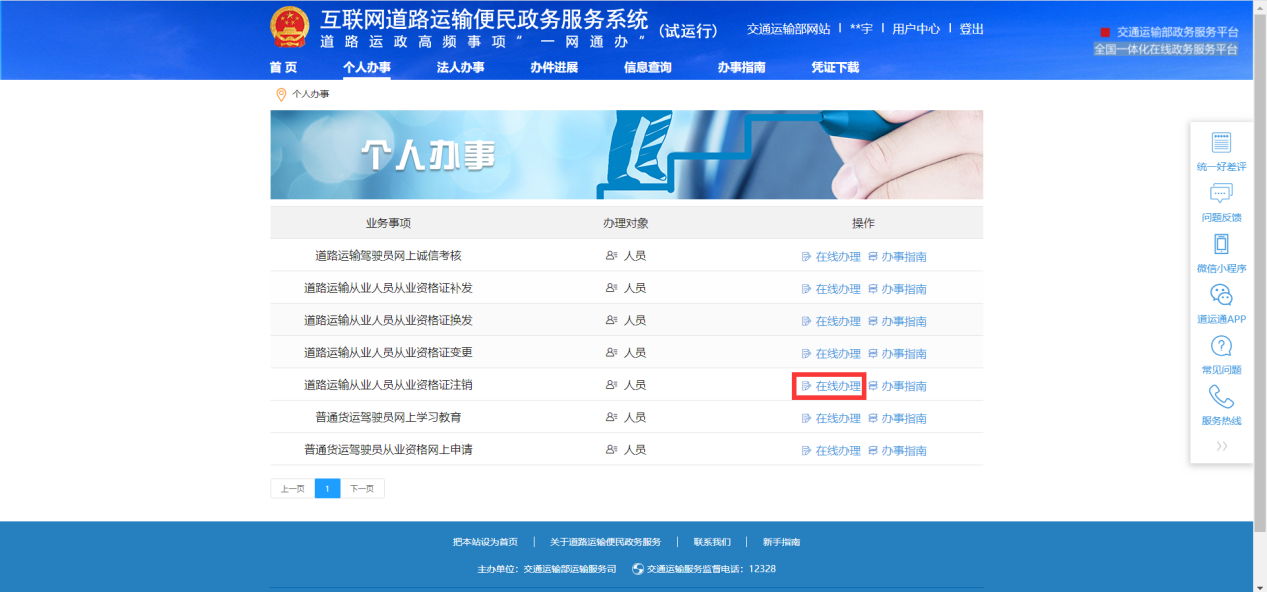 互联网道路运输便民政务服务系统 (试运行)
道路运政高频事项“一网通办”
交通运输部网站 | **宇 | 用户中心 | 登出
交通运输部政务服务平台
全国一体化在线政务服务平台
首页 个人办事 法人办事 办件进展 信息查询 办事指南 凭证下载
个人办事
个人办事
业务事项 办理对象 操作
道路运输驾驶员网上诚信考核 人员 在线办理 办事指南
道路运输从业人员从业资格证补发 人员 在线办理 办事指南
道路运输从业人员从业资格证换发 人员 在线办理 办事指南
道路运输从业人员从业资格证变更 人员 在线办理 办事指南
道路运输从业人员从业资格证注销 人员 在线办理 办事指南
普通货运驾驶员网上学习教育 人员 在线办理 办事指南
普通货运驾驶员从业资格网上申请 人员 在线办理 办事指南
上一页 1 下一页
统一好差评
问题反馈
微信小程序
道运通APP
常见问题
服务热线
把本站设为首页 | 关于道路运输便民政务服务 | 联系我们 | 新手指南
主办单位：交通运输部运输服务司 交通运输服务监督电话：12328